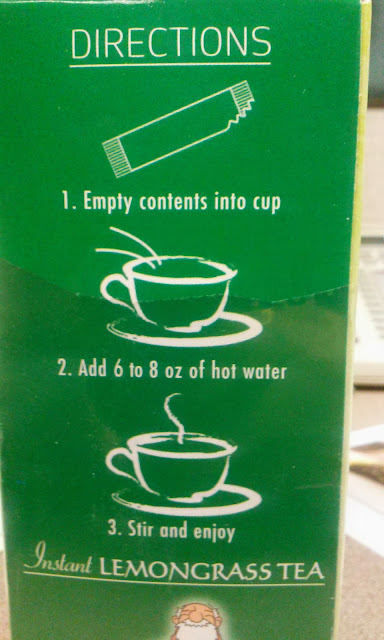 DIRECTIONS
1. Empty contents into cup
2. Add 6 to 8 oz of hot water
3. Stir and enjoy
Instant LEMONGRASS TEA